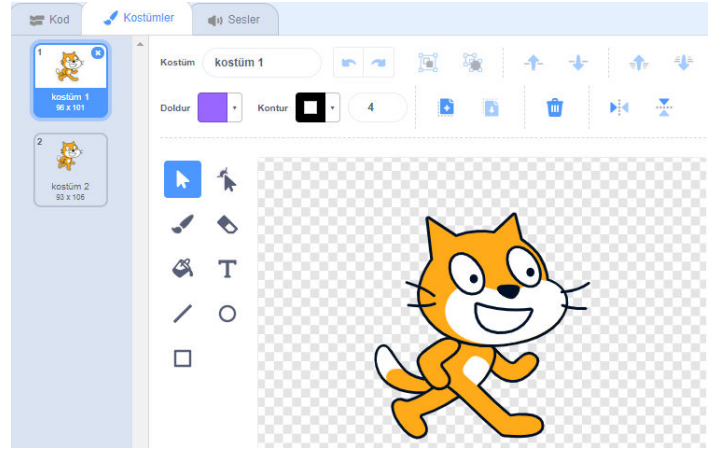 Kod Kostümler Sesler
1
kostüm 1
96 x 101
2
kostüm 2
93 x 106
Kostüm kostüm 1
Doldur Kontur 4
T